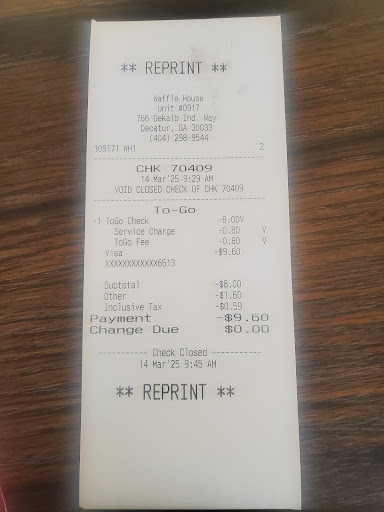 ** REPRINT **
Waffle House
Unit #0917
766 Dekalb Ind. Way
Decatur, GA 30033
(404) 298-9544
109171 WH1 2
CHK 70409
14 Mar'25 9:29 AM
VOID CLOSED CHECK OF CHK 70409
To-Go
-1 ToGo Check -8.00V
Service Charge -0.80 V
ToGo Fee -0.80 V
Visa -$9.60
XXXXXXXXXXXX6513
Subtotal -$8.00
Other -$1.60
Inclusive Tax -$0.59
Payment -$9.60
Change Due $0.00
---------- Check Closed ----------
14 Mar'25 9:45 AM
** REPRINT **